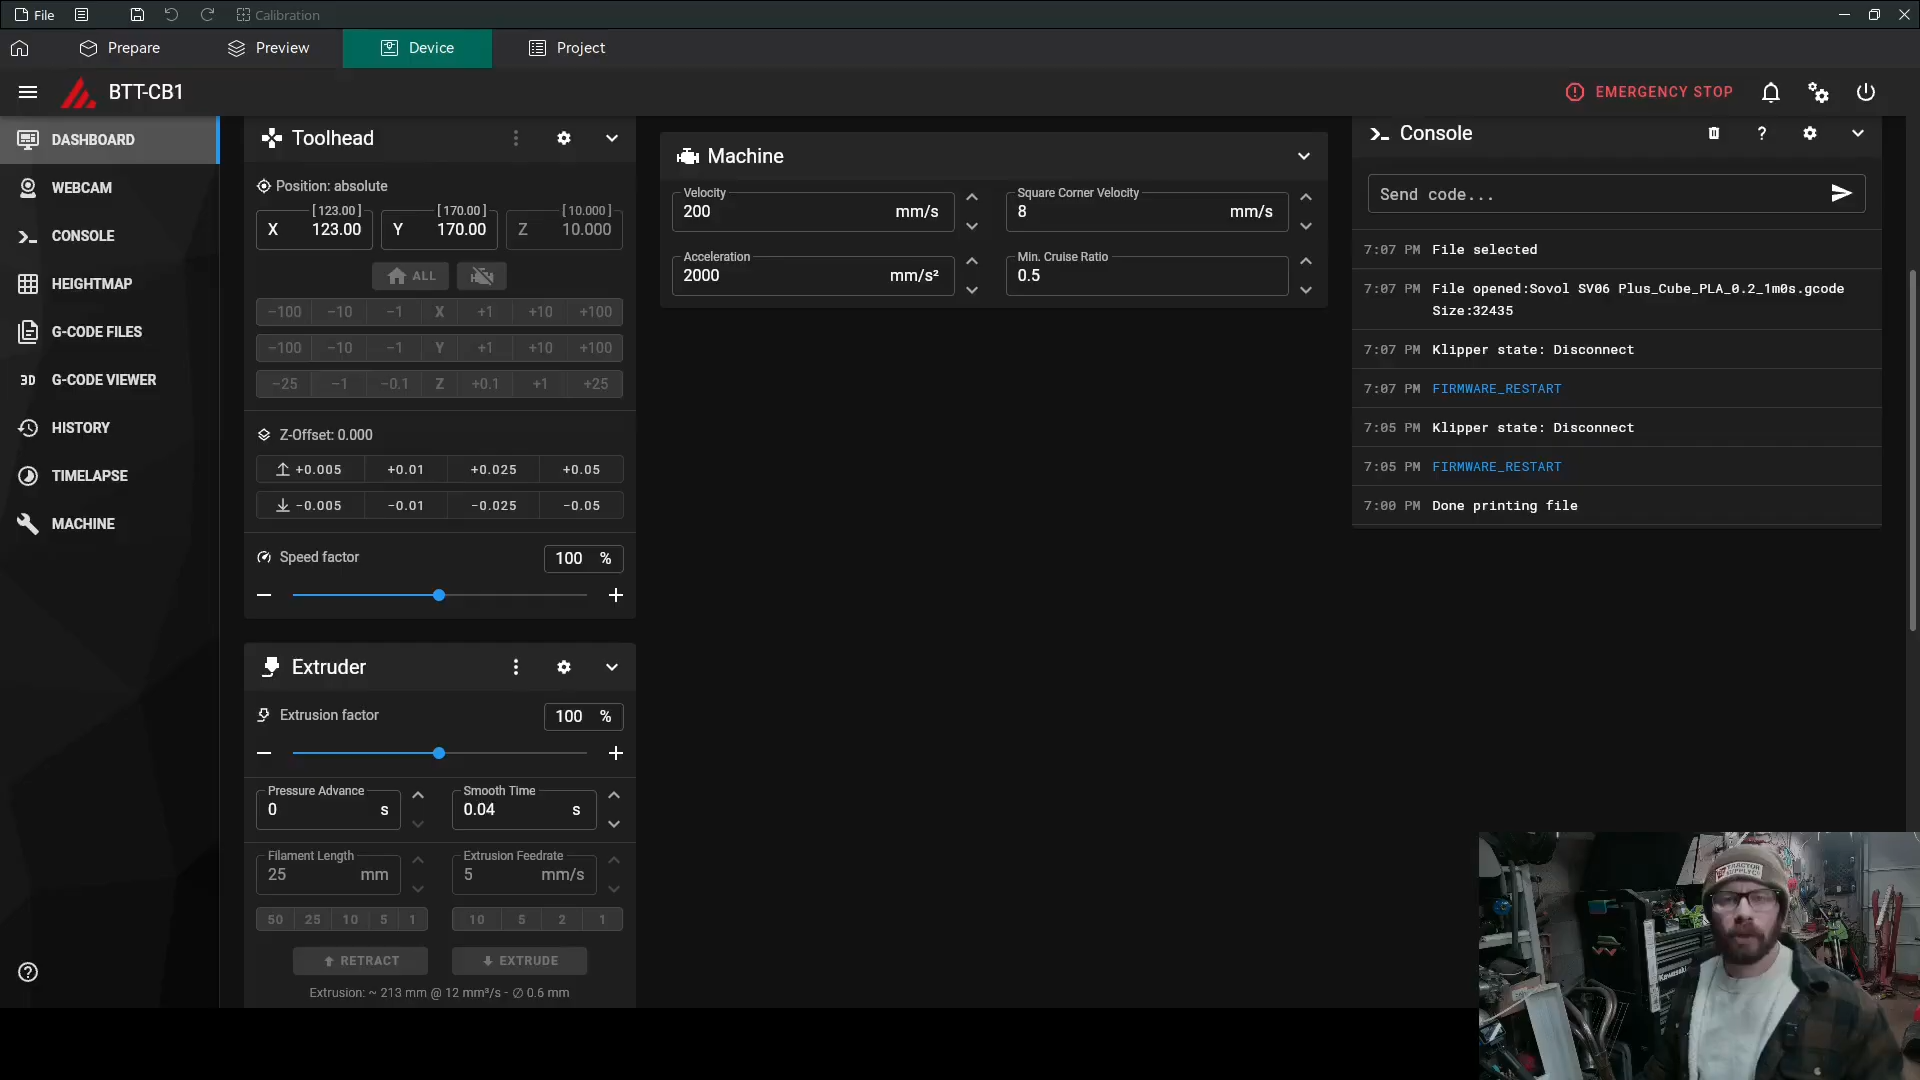 File
Calibration
Prepare
Preview
Device
Project
BTT-CB1
EMERGENCY STOP
DASHBOARD
WEBCAM
CONSOLE
HEIGHTMAP
G-CODE FILES
3D G-CODE VIEWER
HISTORY
TIMELAPSE
MACHINE
Toolhead
Position: absolute
[ 123.00 ] [ 170.00 ] [ 10.000 ]
X 123.00 Y 170.00 Z 10.000
ALL
−100 −10 −1 X +1 +10 +100
−100 −10 −1 Y +1 +10 +100
−25 −1 −0.1 Z +0.1 +1 +25
Z-Offset: 0.000
+0.005 +0.01 +0.025 +0.05
−0.005 −0.01 −0.025 −0.05
Speed factor 100 %
Extruder
Extrusion factor 100 %
Pressure Advance Smooth Time
0 s 0.04 s
Filament Length Extrusion Feedrate
25 mm 5 mm/s
50 25 10 5 1 10 5 2 1
RETRACT EXTRUDE
Extrusion: ~ 213 mm @ 12 mm³/s - ∅ 0.6 mm
Machine
Velocity Square Corner Velocity
200 mm/s 8 mm/s
Acceleration Min. Cruise Ratio
2000 mm/s² 0.5
Console
?
Send code...
7:07 PM File selected
7:07 PM File opened:Sovol SV06 Plus_Cube_PLA_0.2_1m0s.gcode
Size:32435
7:07 PM Klipper state: Disconnect
7:07 PM FIRMWARE_RESTART
7:05 PM Klipper state: Disconnect
7:05 PM FIRMWARE_RESTART
7:00 PM Done printing file
TRACTOR
SUPPLY CO
Kawasaki